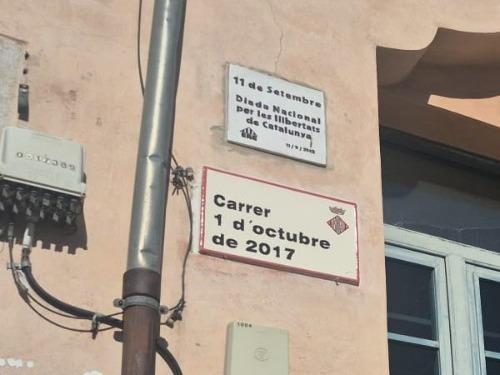 11 de Setembre
Diada Nacional
per les llibertats
de Catalunya
Carrer
1 d'octubre
de 2017